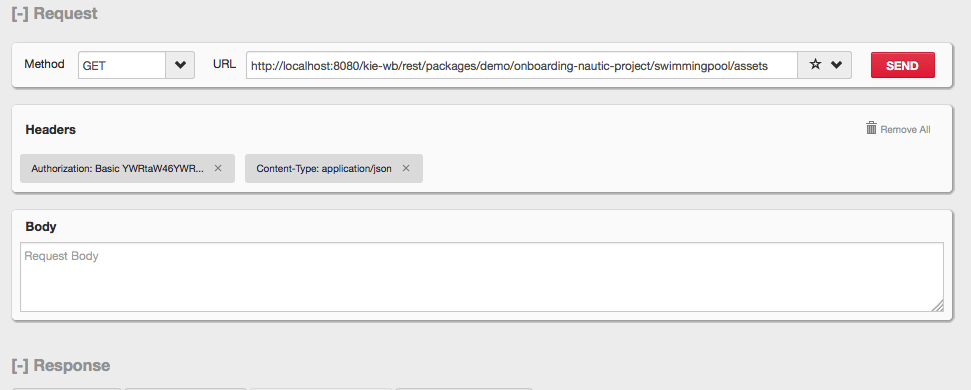 [-] Request
Method GET URL http://localhost:8080/kie-wb/rest/packages/demo/onboarding-nautic-project/swimmingpool/assets SEND
Headers Remove All
Authorization: Basic YWRtaW46YWR... × Content-Type: application/json ×
Body
Request Body
[-] Response